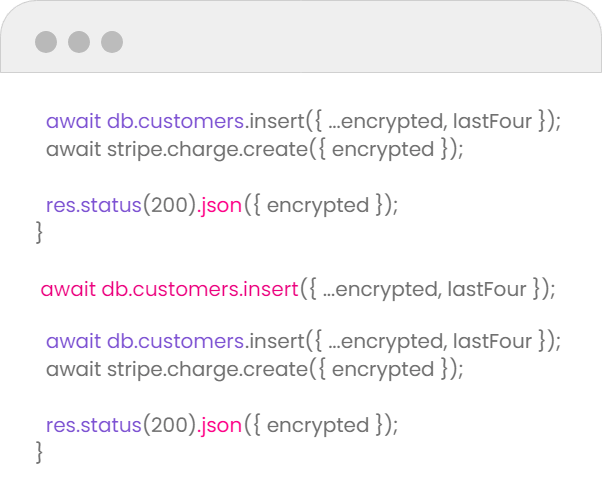 await db.customers.insert({ ...encrypted, lastFour });
await stripe.charge.create({ encrypted });
res.status(200).json({ encrypted });
}
await db.customers.insert({ ...encrypted, lastFour });
await db.customers.insert({ ...encrypted, lastFour });
await stripe.charge.create({ encrypted });
res.status(200).json({ encrypted });
}